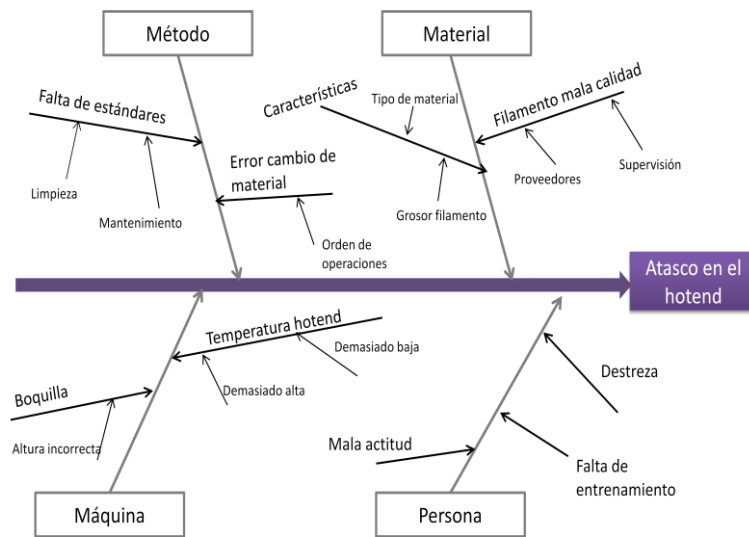 Método
Material
Falta de estándares
Limpieza
Mantenimiento
Error cambio de
material
Orden de
operaciones
Características
Tipo de material
Grosor filamento
Filamento mala calidad
Proveedores
Supervisión
Atasco en el
hotend
Temperatura hotend
Demasiado baja
Demasiado alta
Boquilla
Altura incorrecta
Destreza
Mala actitud
Falta de
entrenamiento
Máquina
Persona